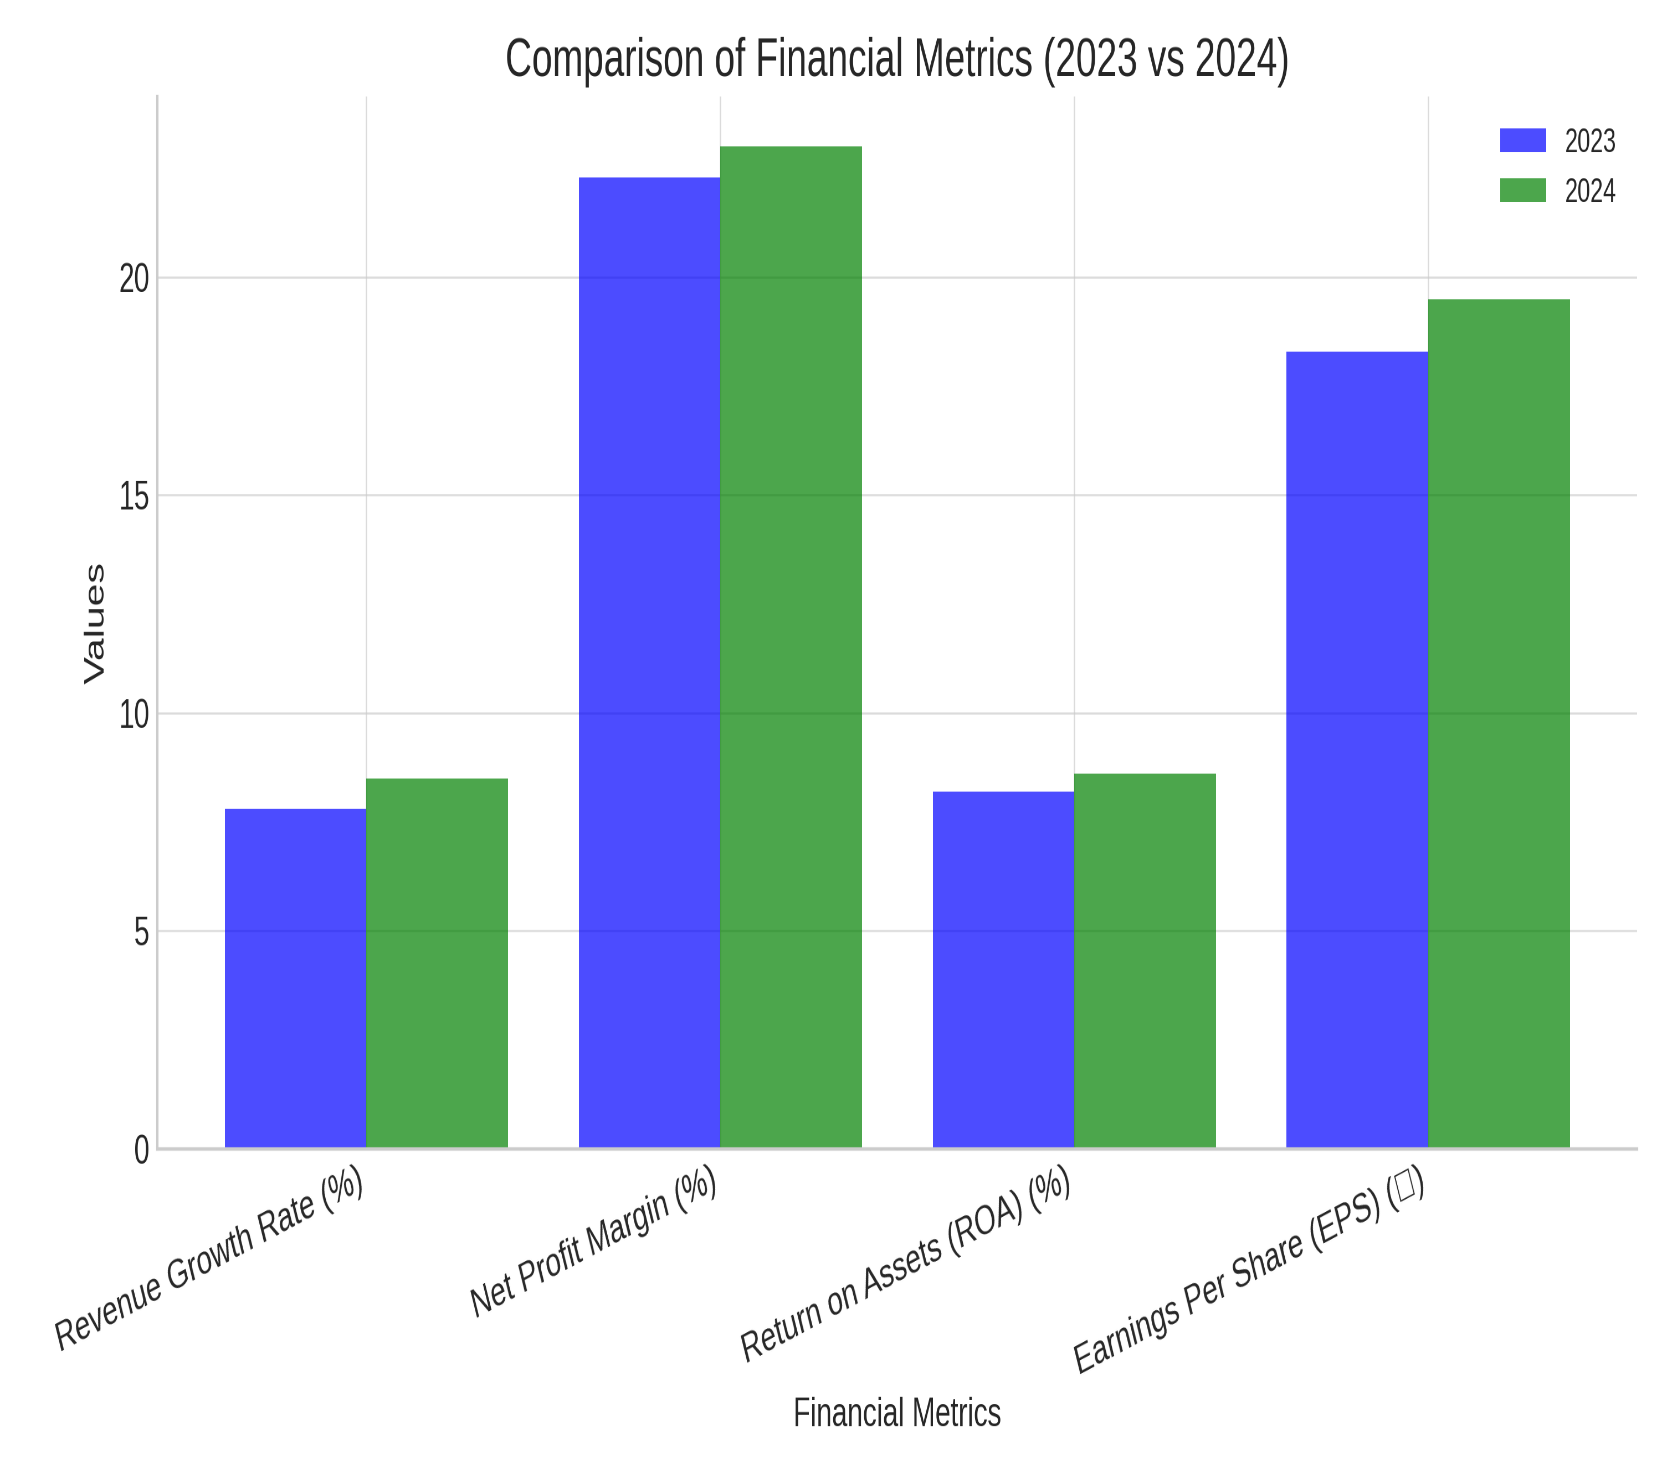 Comparison of Financial Metrics (2023 vs 2024)
2023
2024
20
15
10
5
0
Values
Revenue Growth Rate (%)
Net Profit Margin (%)
Return on Assets (ROA) (%)
Earnings Per Share (EPS) (□)
Financial Metrics